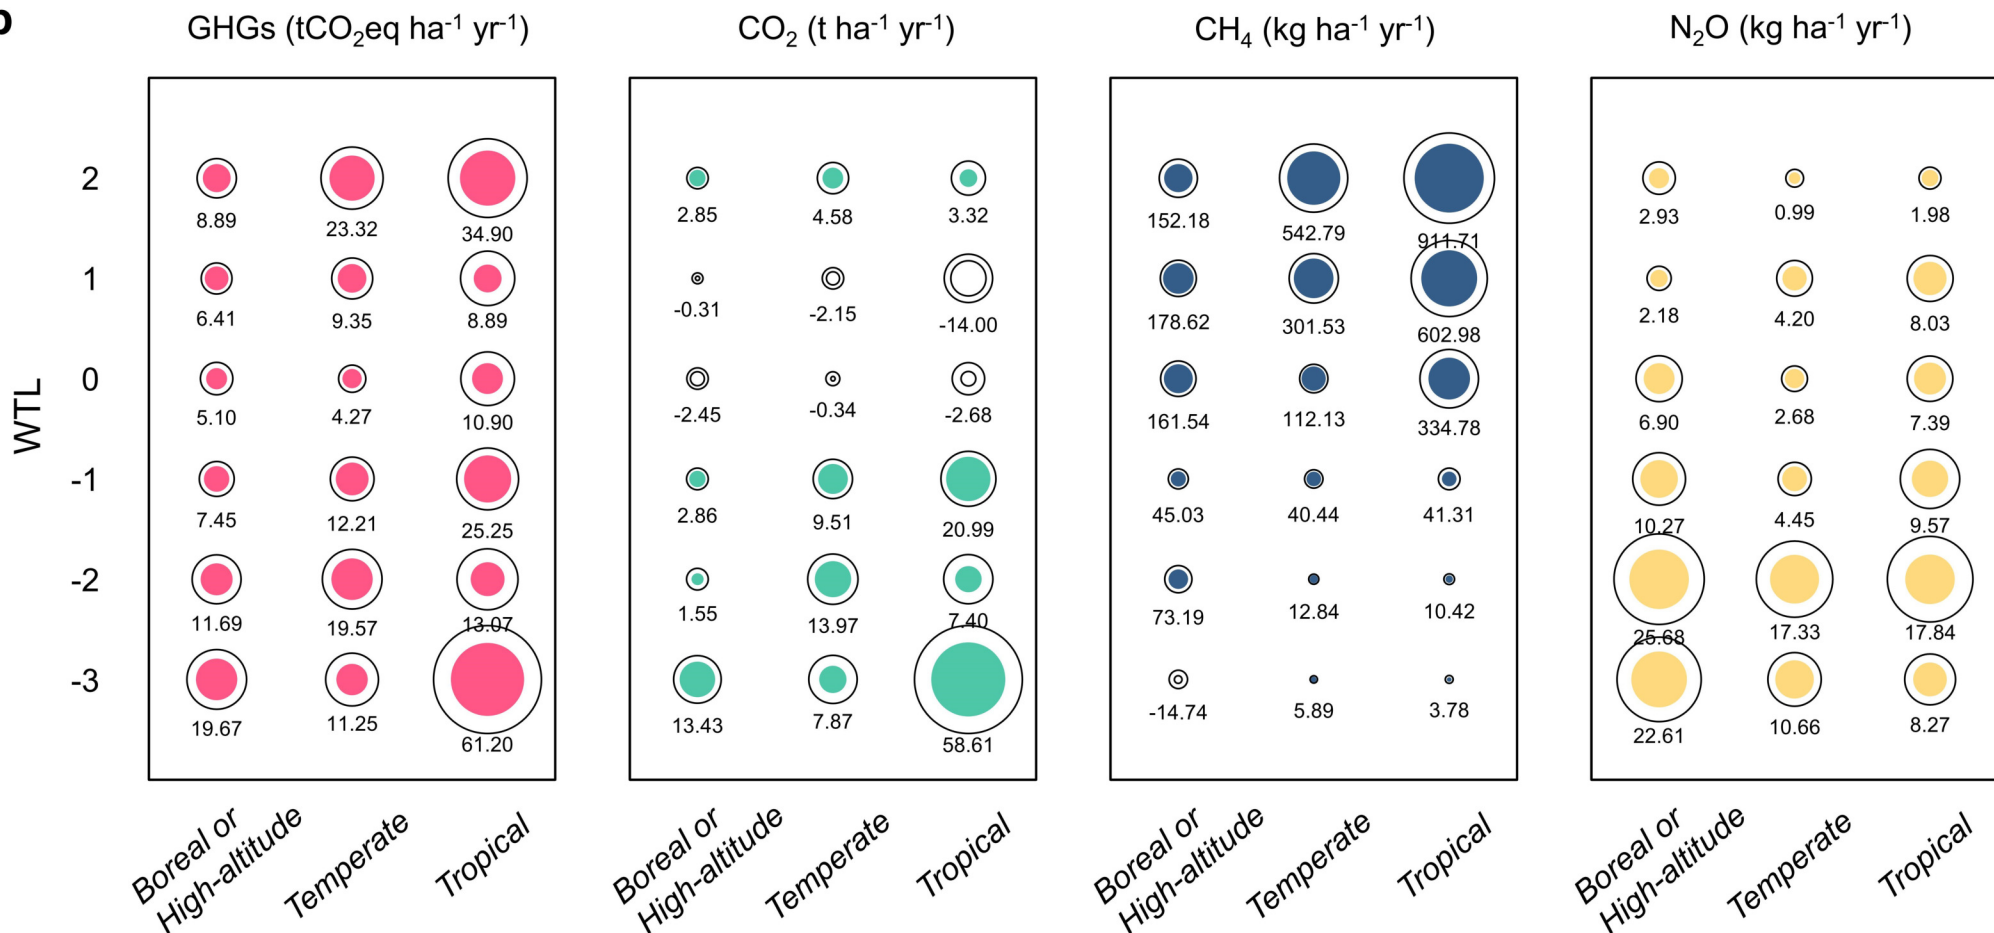 b
GHGs (tCO₂eq ha⁻¹ yr⁻¹)
CO₂ (t ha⁻¹ yr⁻¹)
CH₄ (kg ha⁻¹ yr⁻¹)
N₂O (kg ha⁻¹ yr⁻¹)
WTL
2
8.89 23.32 34.90
2.85 4.58 3.32
152.18 542.79 911.71
2.93 0.99 1.98
1
6.41 9.35 8.89
-0.31 -2.15 -14.00
178.62 301.53 602.98
2.18 4.20 8.03
0
5.10 4.27 10.90
-2.45 -0.34 -2.68
161.54 112.13 334.78
6.90 2.68 7.39
-1
7.45 12.21 25.25
2.86 9.51 20.99
45.03 40.44 41.31
10.27 4.45 9.57
-2
11.69 19.57 13.07
1.55 13.97 7.40
73.19 12.84 10.42
25.68 17.33 17.84
-3
19.67 11.25 61.20
13.43 7.87 58.61
-14.74 5.89 3.78
22.61 10.66 8.27
Boreal or
High-altitude
Temperate
Tropical
Boreal or
High-altitude
Temperate
Tropical
Boreal or
High-altitude
Temperate
Tropical
Boreal or
High-altitude
Temperate
Tropical